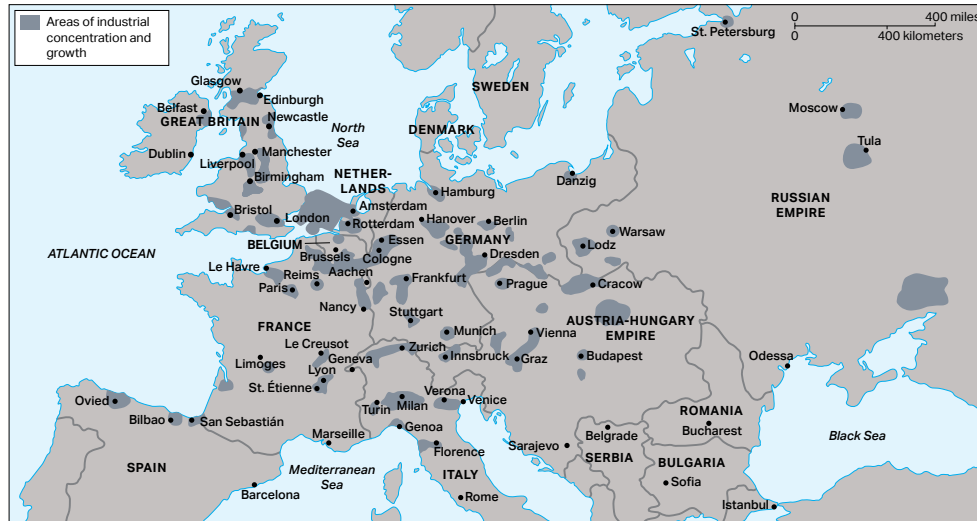 Areas of industrial
concentration and
growth
0
400 miles
400 kilometers
St. Petersburg
SWEDEN
Glasgow
Edinburgh
Moscow
Belfast
GREAT BRITAIN
Newcastle
North
Sea
DENMARK
Tula
Dublin
Liverpool
Manchester
Birmingham
NETHER-
LANDS
Hamburg
Danzig
RUSSIAN
EMPIRE
Amsterdam
Bristol
London
Rotterdam
Hanover
Berlin
Warsaw
ATLANTIC OCEAN
BELGIUM
Essen
GERMANY
Lodz
Brussels
Cologne
Dresden
Le Havre
Reims
Aachen
Frankfurt
Prague
Cracow
Paris
Nancy
Stuttgart
AUSTRIA-HUNGARY
EMPIRE
FRANCE
Munich
Vienna
Le Creusot
Zurich
Limoges
Geneva
Innsbruck
Graz
Budapest
Odessa
Lyon
St. Étienne
Ovied
Verona
Turin
Milan
Venice
ROMANIA
Bilbao
San Sebastián
Genoa
Bucharest
Marseille
Florence
Sarajevo
Belgrade
Black Sea
SPAIN
Mediterranean
Sea
ITALY
SERBIA
BULGARIA
Barcelona
Rome
Sofia
Istanbul